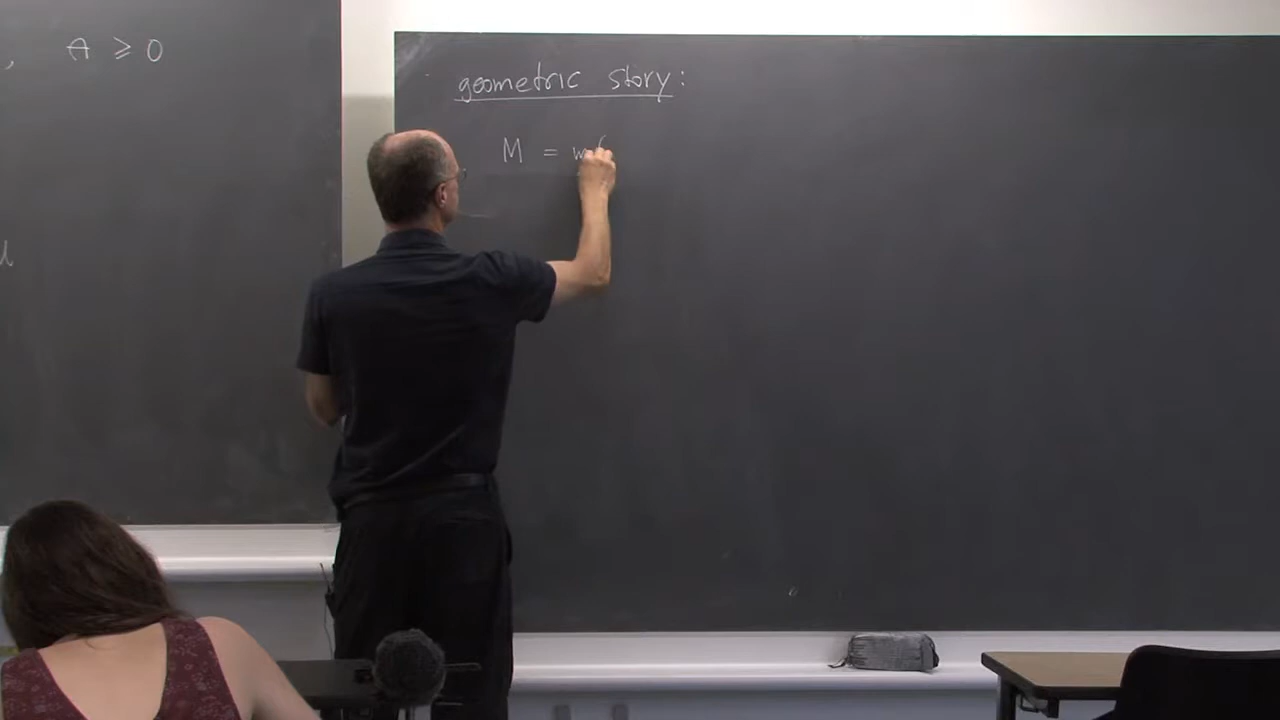 , A ⩾ 0
geometric story:
M =